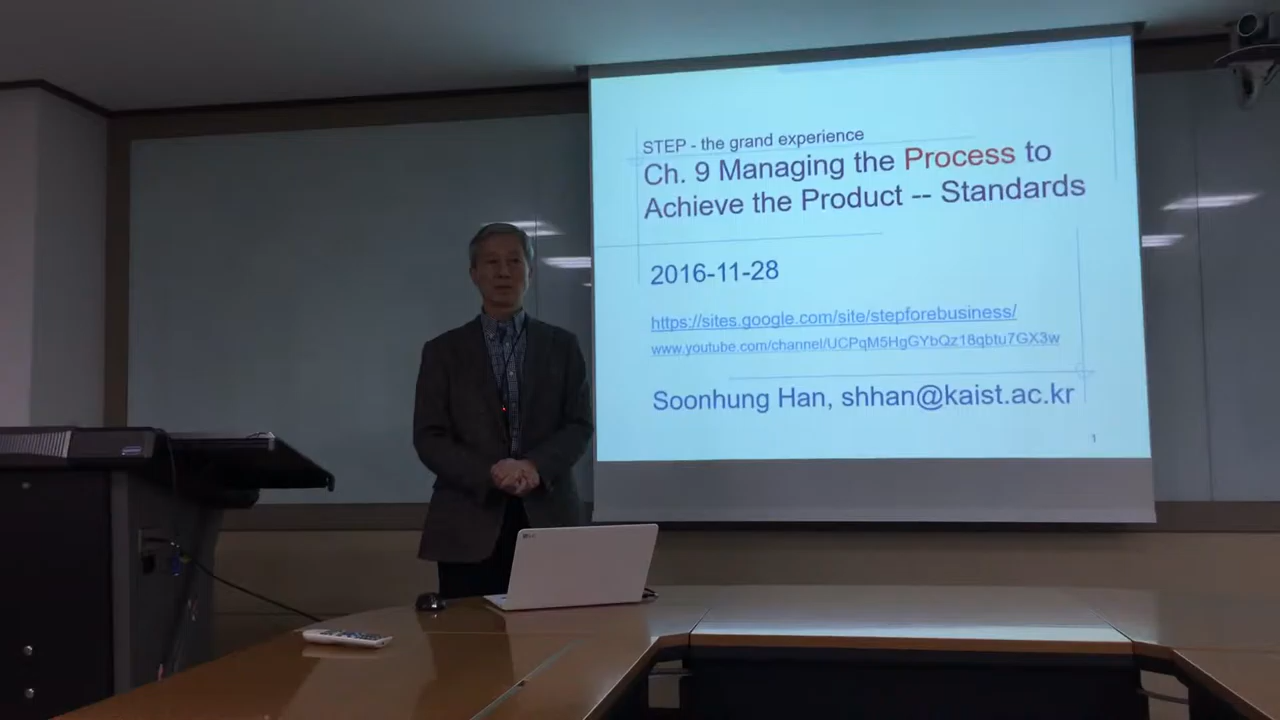 STEP - the grand experience
Ch. 9 Managing the Process to
Achieve the Product -- Standards
2016-11-28
https://sites.google.com/site/stepforebusiness/
www.youtube.com/channel/UCPqM5HgGYbQz18qbtu7GX3w
Soonhung Han, shhan@kaist.ac.kr
1